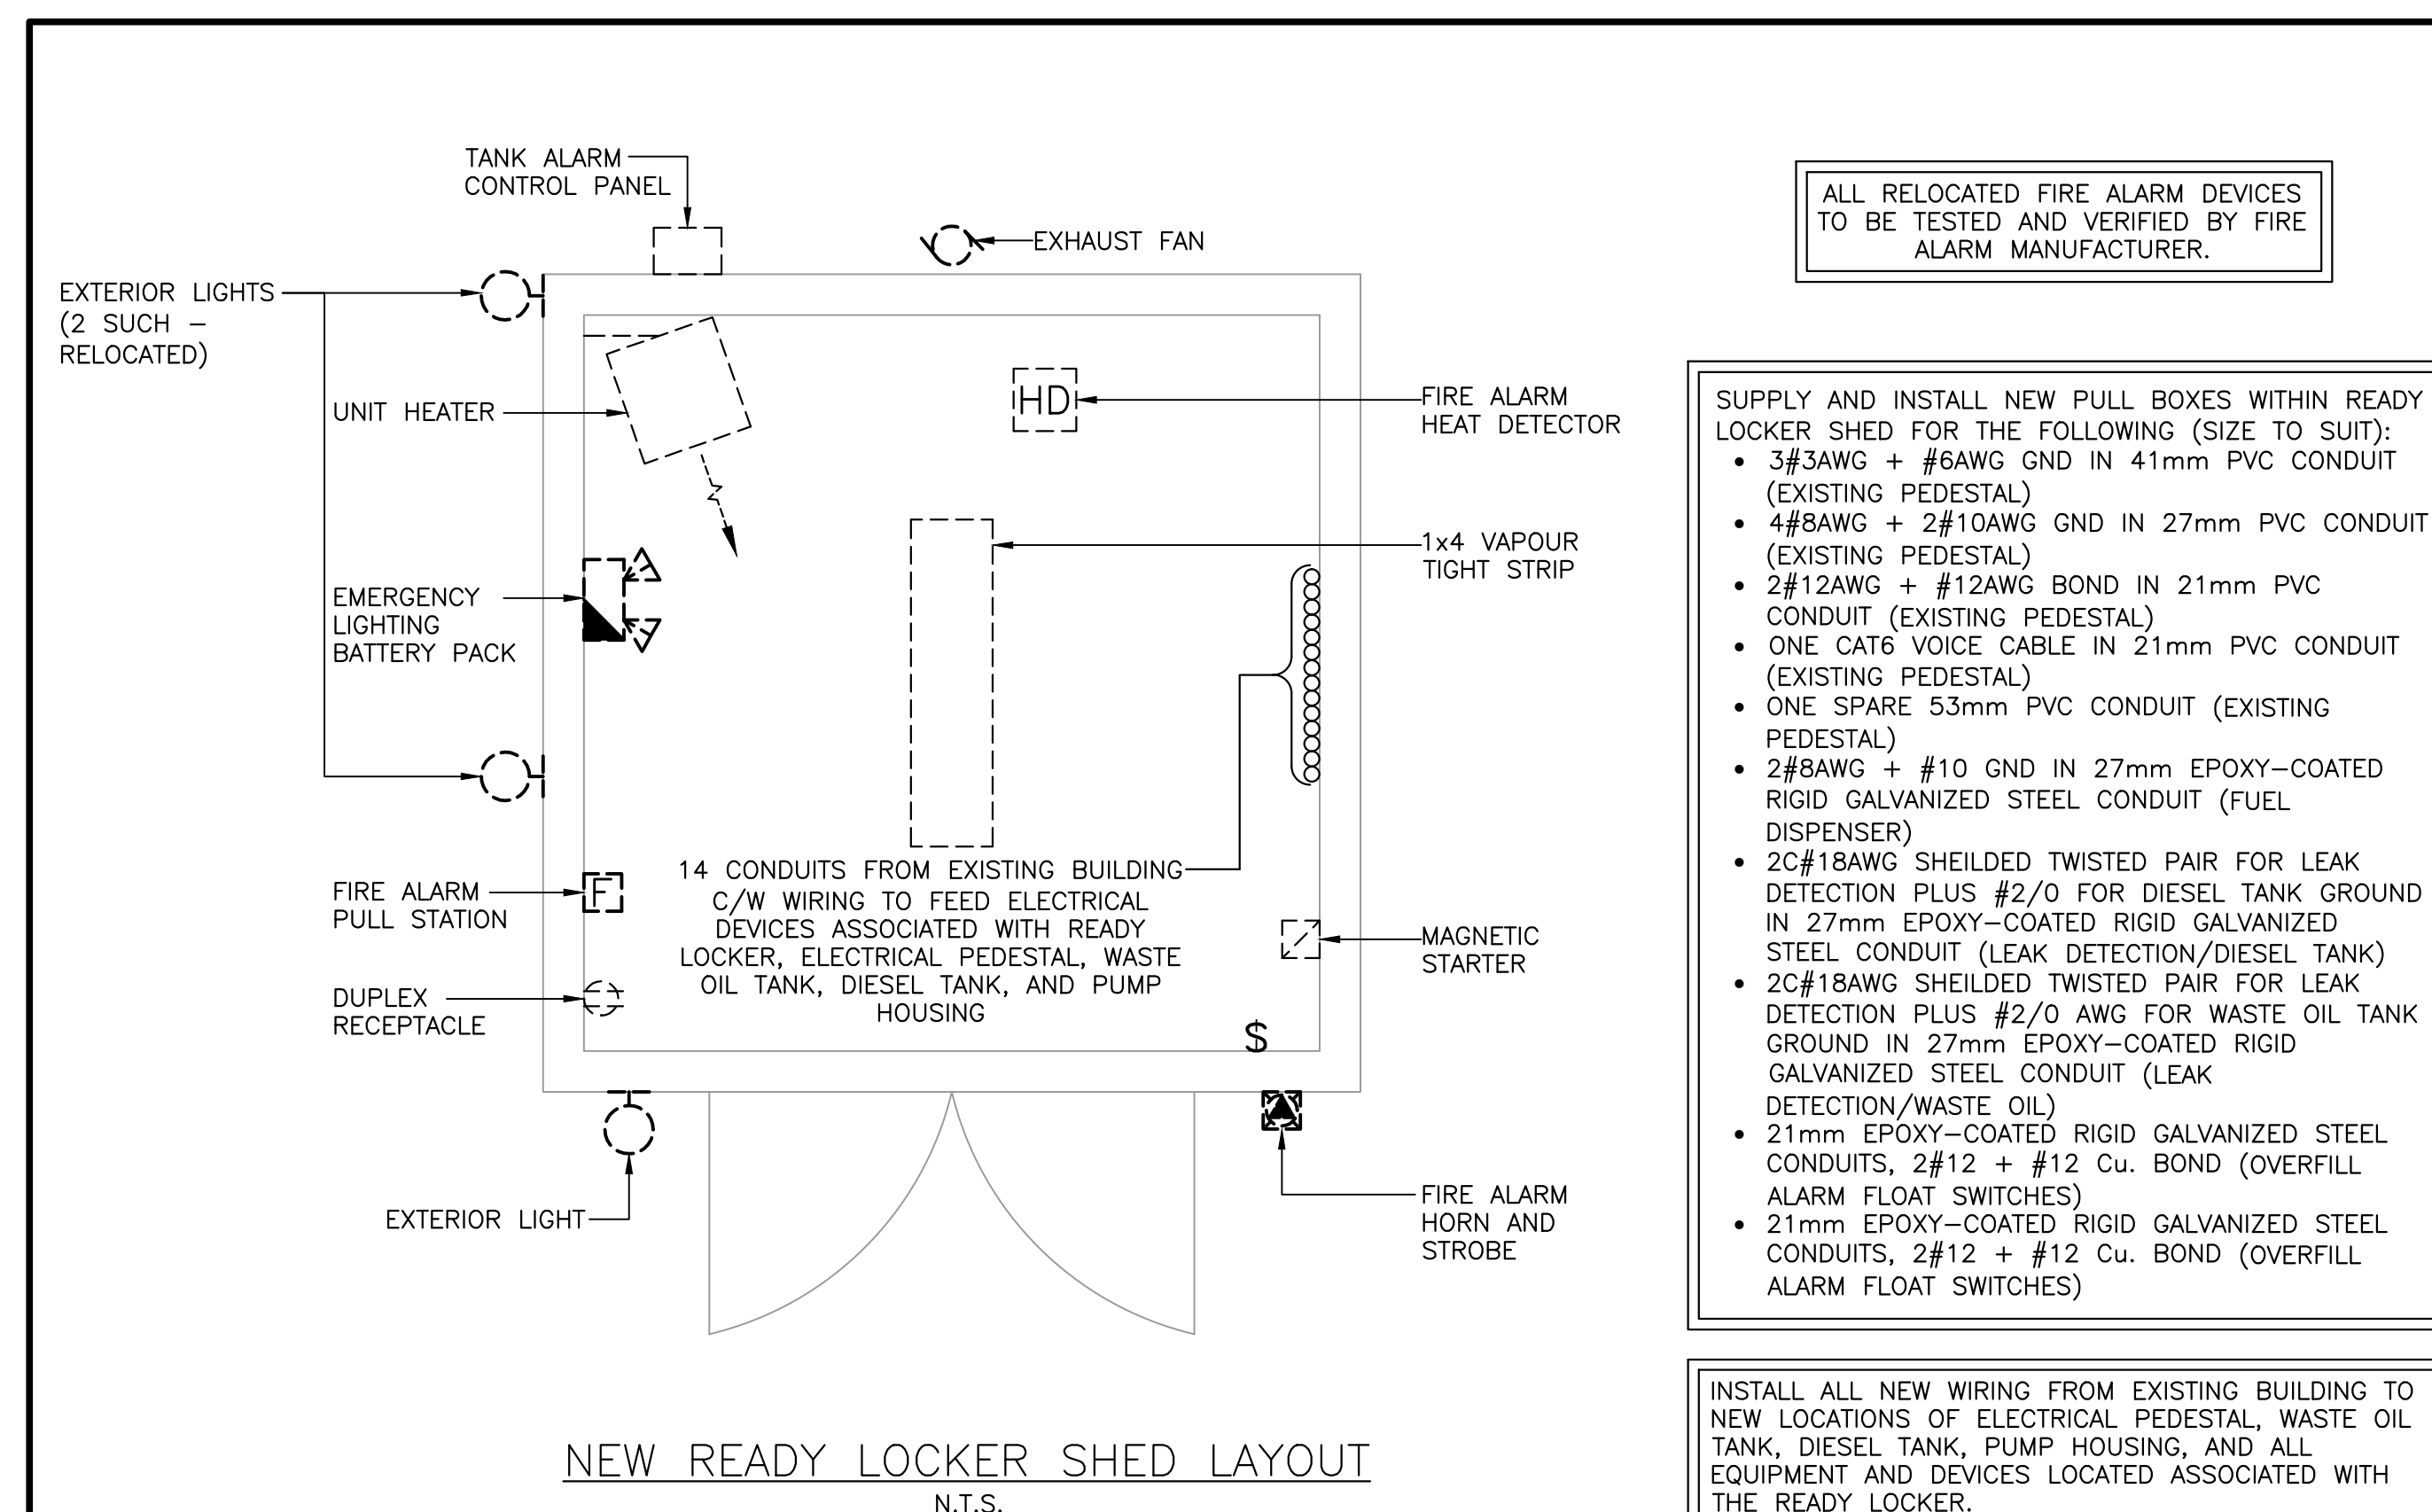 TANK ALARM
CONTROL PANEL
EXHAUST FAN
EXTERIOR LIGHTS
(2 SUCH –
RELOCATED)
UNIT HEATER
HD
FIRE ALARM
HEAT DETECTOR
1x4 VAPOUR
TIGHT STRIP
EMERGENCY
LIGHTING
BATTERY PACK
FIRE ALARM
PULL STATION
F
14 CONDUITS FROM EXISTING BUILDING
C/W WIRING TO FEED ELECTRICAL
DEVICES ASSOCIATED WITH READY
LOCKER, ELECTRICAL PEDESTAL, WASTE
OIL TANK, DIESEL TANK, AND PUMP
HOUSING
MAGNETIC
STARTER
DUPLEX
RECEPTACLE
$
EXTERIOR LIGHT
FIRE ALARM
HORN AND
STROBE
NEW READY LOCKER SHED LAYOUT
N.T.S.
ALL RELOCATED FIRE ALARM DEVICES
TO BE TESTED AND VERIFIED BY FIRE
ALARM MANUFACTURER.
SUPPLY AND INSTALL NEW PULL BOXES WITHIN READY
LOCKER SHED FOR THE FOLLOWING (SIZE TO SUIT):
• 3#3AWG + #6AWG GND IN 41mm PVC CONDUIT
(EXISTING PEDESTAL)
• 4#8AWG + 2#10AWG GND IN 27mm PVC CONDUIT
(EXISTING PEDESTAL)
• 2#12AWG + #12AWG BOND IN 21mm PVC
CONDUIT (EXISTING PEDESTAL)
• ONE CAT6 VOICE CABLE IN 21mm PVC CONDUIT
(EXISTING PEDESTAL)
• ONE SPARE 53mm PVC CONDUIT (EXISTING
PEDESTAL)
• 2#8AWG + #10 GND IN 27mm EPOXY–COATED
RIGID GALVANIZED STEEL CONDUIT (FUEL
DISPENSER)
• 2C#18AWG SHEILDED TWISTED PAIR FOR LEAK
DETECTION PLUS #2/0 FOR DIESEL TANK GROUND
IN 27mm EPOXY–COATED RIGID GALVANIZED
STEEL CONDUIT (LEAK DETECTION/DIESEL TANK)
• 2C#18AWG SHEILDED TWISTED PAIR FOR LEAK
DETECTION PLUS #2/0 AWG FOR WASTE OIL TANK
GROUND IN 27mm EPOXY–COATED RIGID
GALVANIZED STEEL CONDUIT (LEAK
DETECTION/WASTE OIL)
• 21mm EPOXY–COATED RIGID GALVANIZED STEEL
CONDUITS, 2#12 + #12 Cu. BOND (OVERFILL
ALARM FLOAT SWITCHES)
• 21mm EPOXY–COATED RIGID GALVANIZED STEEL
CONDUITS, 2#12 + #12 Cu. BOND (OVERFILL
ALARM FLOAT SWITCHES)
INSTALL ALL NEW WIRING FROM EXISTING BUILDING TO
NEW LOCATIONS OF ELECTRICAL PEDESTAL, WASTE OIL
TANK, DIESEL TANK, PUMP HOUSING, AND ALL
EQUIPMENT AND DEVICES LOCATED ASSOCIATED WITH
THE READY LOCKER.